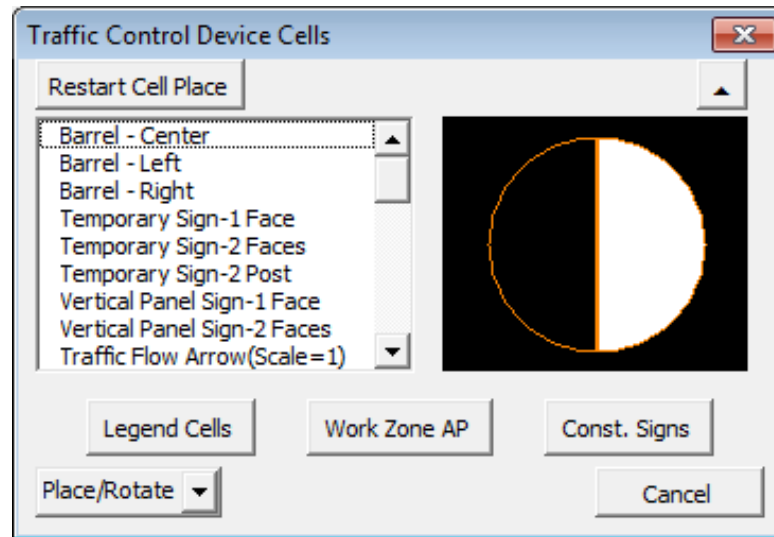 Traffic Control Device Cells
Restart Cell Place
Barrel - Center
Barrel - Left
Barrel - Right
Temporary Sign-1 Face
Temporary Sign-2 Faces
Temporary Sign-2 Post
Vertical Panel Sign-1 Face
Vertical Panel Sign-2 Faces
Traffic Flow Arrow(Scale=1)
Legend Cells
Work Zone AP
Const. Signs
Place/Rotate
Cancel